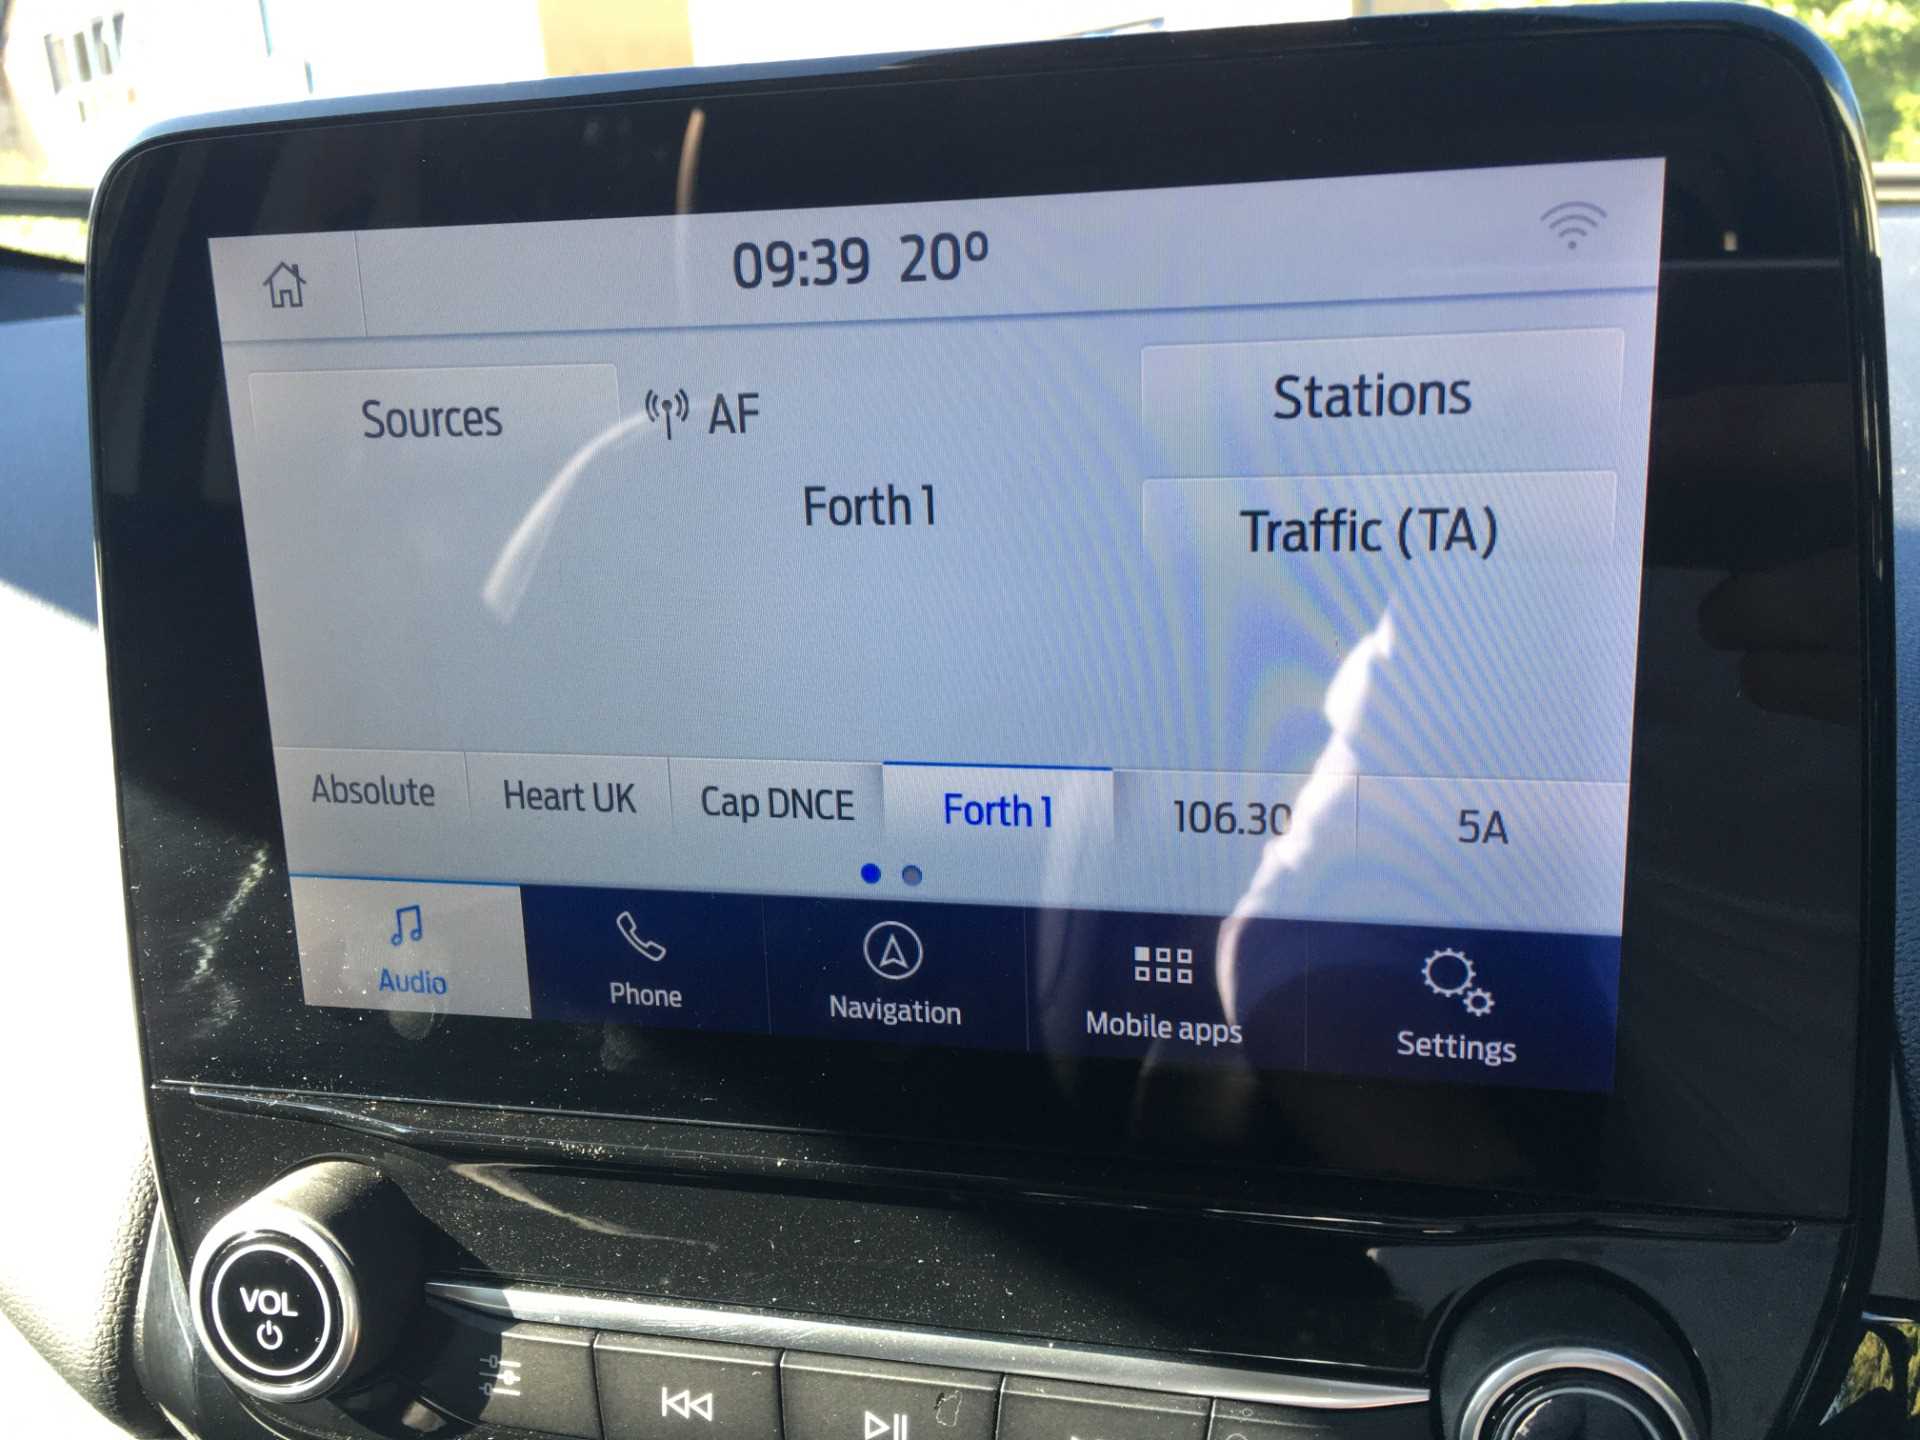 09:39 20º
Sources
AF
Stations
Forth 1
Traffic (TA)
Absolute
Heart UK
Cap DNCE
Forth 1
106.30
5A
Audio
Phone
Navigation
Mobile apps
Settings
VOL